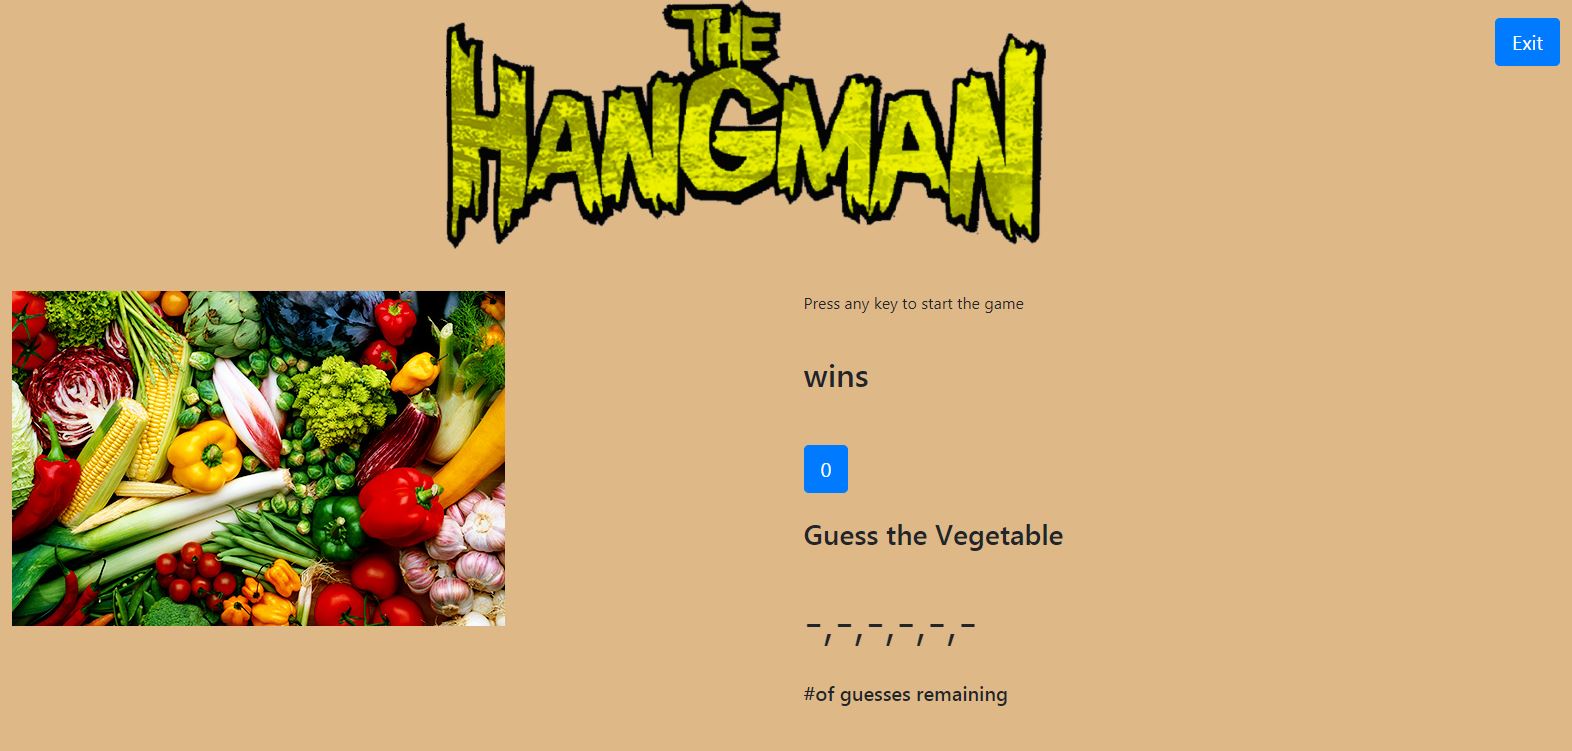 THE
HANGMAN
Exit
Press any key to start the game
wins
0
Guess the Vegetable
-,-,-,-,-,-
#of guesses remaining